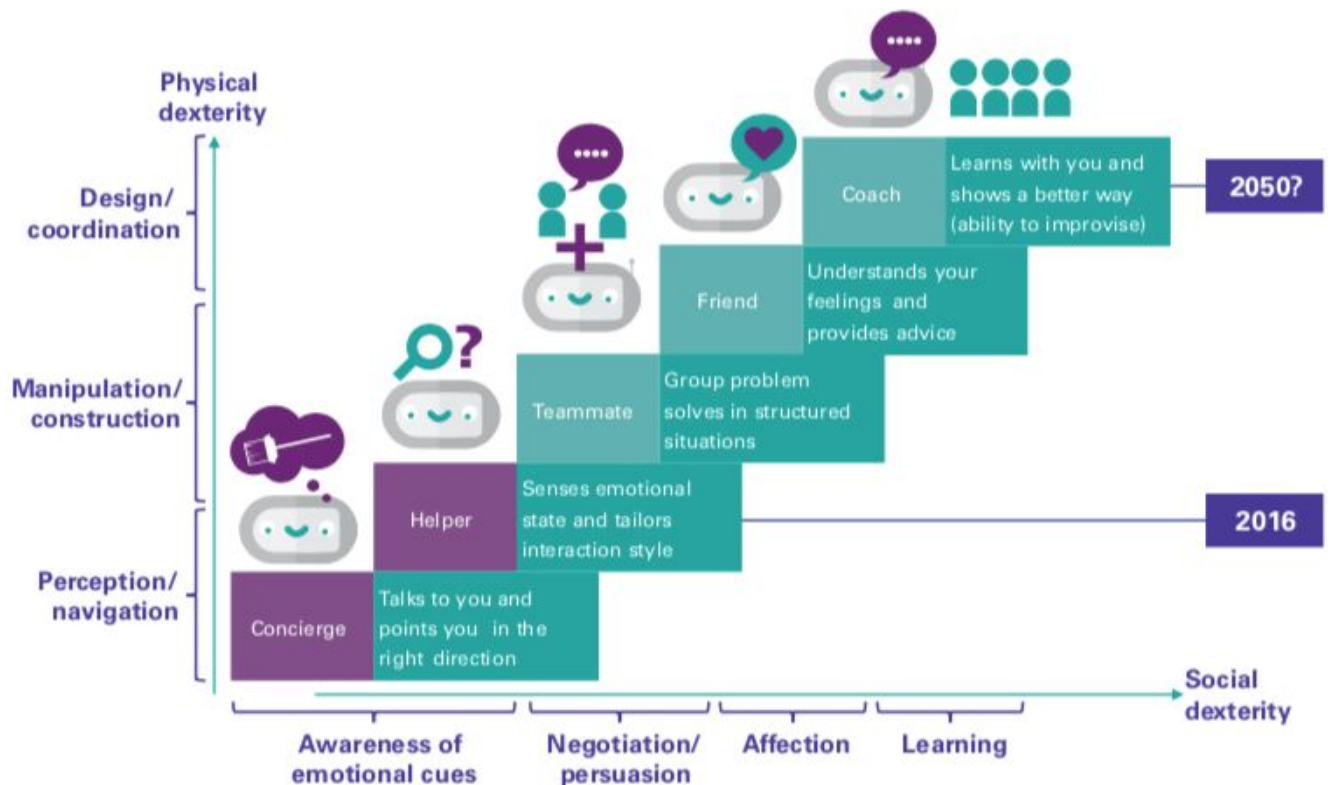 Physical
dexterity
Design/
coordination
Manipulation/
construction
Perception/
navigation
Coach
Learns with you and
shows a better way
(ability to improvise)
2050?
Friend
Understands your
feelings and
provides advice
?
Teammate
Group problem
solves in structured
situations
Helper
Senses emotional
state and tailors
interaction style
2016
Concierge
Talks to you and
points you in the
right direction
Social
dexterity
Awareness of
emotional cues
Negotiation/
persuasion
Affection
Learning